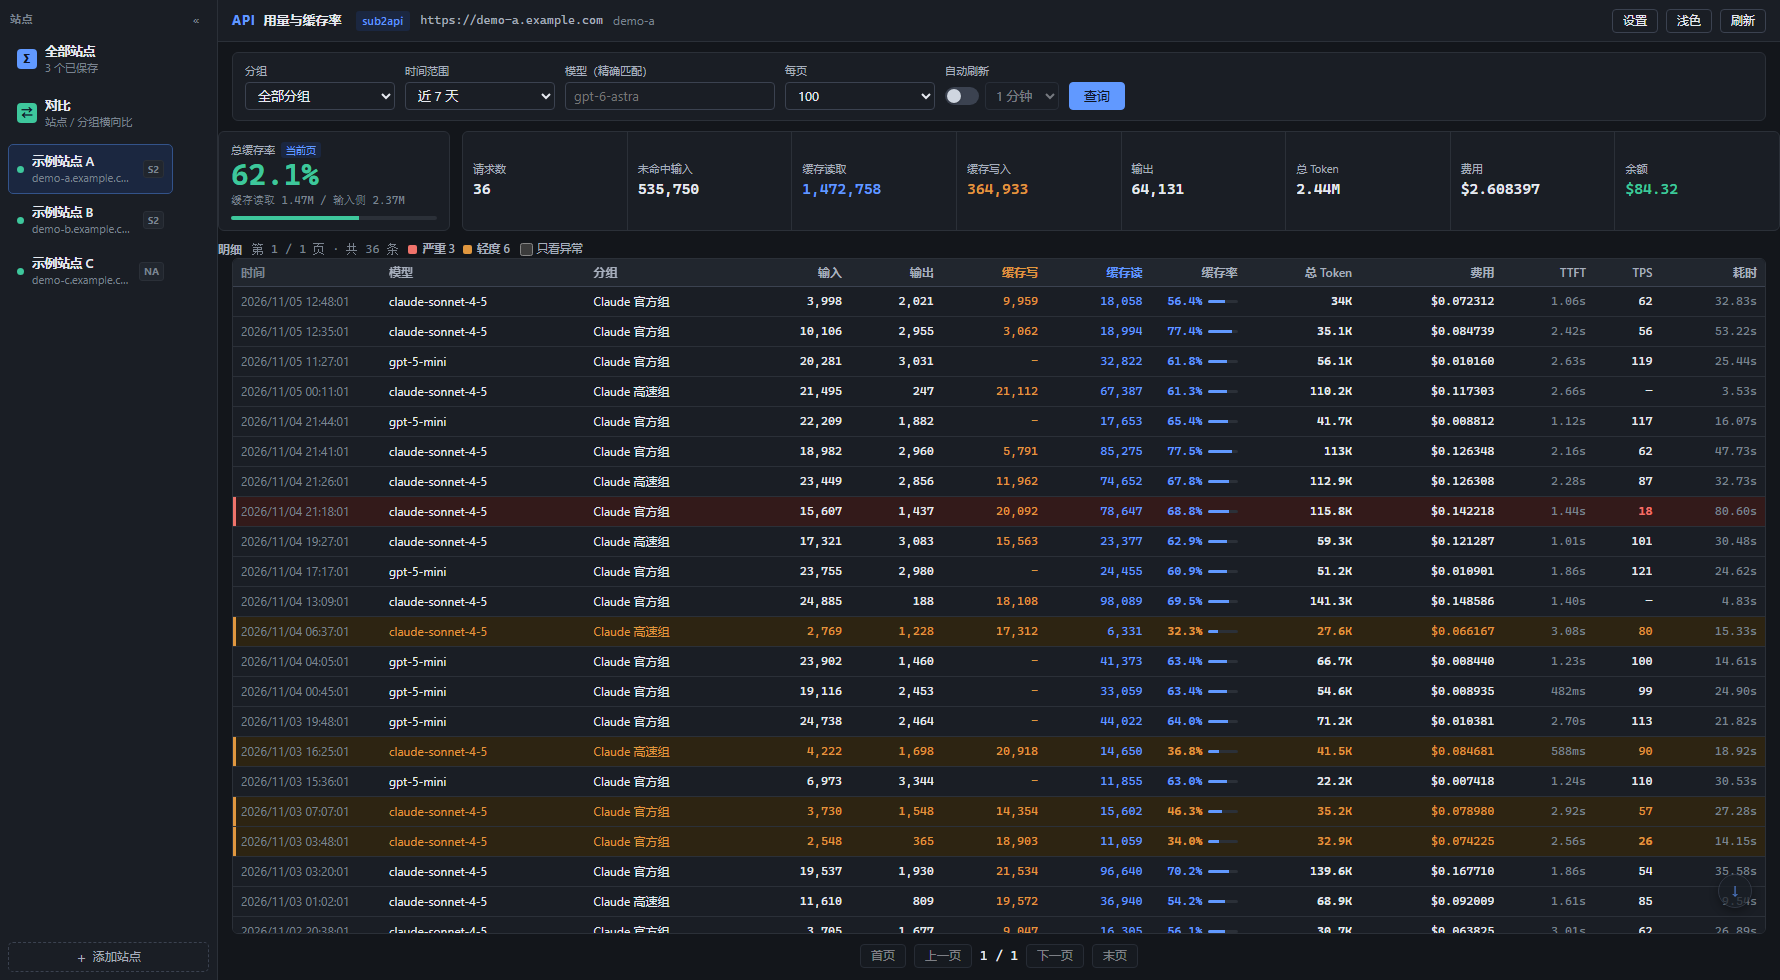 站点 «
Σ 全部站点
3 个已保存
对比
站点 / 分组横向比
示例站点 A S2
demo-a.example.c...
示例站点 B S2
demo-b.example.c...
示例站点 C NA
demo-c.example.c...
+ 添加站点
API 用量与缓存率 sub2api https://demo-a.example.com demo-a 设置 浅色 刷新
分组 时间范围 模型（精确匹配） 每页 自动刷新
全部分组 近 7 天 gpt-6-astra 100 1 分钟 查询
总缓存率 当前页
62.1%
缓存读取 1.47M / 输入侧 2.37M
请求数 未命中输入 缓存读取 缓存写入 输出 总 Token 费用 余额
36 535,750 1,472,758 364,933 64,131 2.44M $2.608397 $84.32
明细 第 1 / 1 页 · 共 36 条 严重 3 轻度 6 只看异常
时间 模型 分组 输入 输出 缓存写 缓存读 缓存率 总 Token 费用 TTFT TPS 耗时
2026/11/05 12:48:01 claude-sonnet-4-5 Claude 官方组 3,998 2,021 9,959 18,058 56.4% 34K $0.072312 1.06s 62 32.83s
2026/11/05 12:35:01 claude-sonnet-4-5 Claude 官方组 10,106 2,955 3,062 18,994 77.4% 35.1K $0.084739 2.42s 56 53.22s
2026/11/05 11:27:01 gpt-5-mini Claude 官方组 20,281 3,031 – 32,822 61.8% 56.1K $0.010160 2.63s 119 25.44s
2026/11/05 00:11:01 claude-sonnet-4-5 Claude 高速组 21,495 247 21,112 67,387 61.3% 110.2K $0.117303 2.66s – 3.53s
2026/11/04 21:44:01 gpt-5-mini Claude 官方组 22,209 1,882 – 17,653 65.4% 41.7K $0.008812 1.12s 117 16.07s
2026/11/04 21:41:01 claude-sonnet-4-5 Claude 官方组 18,982 2,960 5,791 85,275 77.5% 113K $0.126348 2.16s 62 47.73s
2026/11/04 21:26:01 claude-sonnet-4-5 Claude 高速组 23,449 2,856 11,962 74,652 67.8% 112.9K $0.126308 2.28s 87 32.73s
2026/11/04 21:18:01 claude-sonnet-4-5 Claude 官方组 15,607 1,437 20,092 78,647 68.8% 115.8K $0.142218 1.44s 18 80.60s
2026/11/04 19:27:01 claude-sonnet-4-5 Claude 高速组 17,321 3,083 15,563 23,377 62.9% 59.3K $0.121287 1.01s 101 30.48s
2026/11/04 17:17:01 gpt-5-mini Claude 官方组 23,755 2,980 – 24,455 60.9% 51.2K $0.010901 1.86s 121 24.62s
2026/11/04 13:09:01 claude-sonnet-4-5 Claude 官方组 24,885 188 18,108 98,089 69.5% 141.3K $0.148586 1.40s – 4.83s
2026/11/04 06:37:01 claude-sonnet-4-5 Claude 高速组 2,769 1,228 17,312 6,331 32.3% 27.6K $0.066167 3.08s 80 15.33s
2026/11/04 04:05:01 gpt-5-mini Claude 官方组 23,902 1,460 – 41,373 63.4% 66.7K $0.008440 1.23s 100 14.61s
2026/11/04 00:45:01 gpt-5-mini Claude 官方组 19,116 2,453 – 33,059 63.4% 54.6K $0.008935 482ms 99 24.90s
2026/11/03 19:48:01 gpt-5-mini Claude 官方组 24,738 2,464 – 44,022 64.0% 71.2K $0.010381 2.70s 113 21.82s
2026/11/03 16:25:01 claude-sonnet-4-5 Claude 高速组 4,222 1,698 20,918 14,650 36.8% 41.5K $0.084681 588ms 90 18.92s
2026/11/03 15:36:01 gpt-5-mini Claude 官方组 6,973 3,344 – 11,855 63.0% 22.2K $0.007418 1.24s 110 30.53s
2026/11/03 07:07:01 claude-sonnet-4-5 Claude 官方组 3,730 1,548 14,354 15,602 46.3% 35.2K $0.078980 2.92s 57 27.28s
2026/11/03 03:48:01 claude-sonnet-4-5 Claude 官方组 2,548 365 18,903 11,059 34.0% 32.9K $0.074225 2.56s 26 14.15s
2026/11/03 03:20:01 claude-sonnet-4-5 Claude 官方组 19,537 1,930 21,534 96,640 70.2% 139.6K $0.167710 1.86s 54 35.58s
2026/11/03 01:02:01 claude-sonnet-4-5 Claude 高速组 11,610 809 19,572 36,940 54.2% 68.9K $0.092009 1.61s 85 9.54s
2026/11/02 20:38:01 claude-sonnet-4-5 Claude 官方组 3,705 1,677 9,047 16,305 56.1% 30.7K $0.063825 3.01s 62 26.89s
首页 上一页 1 / 1 下一页 末页